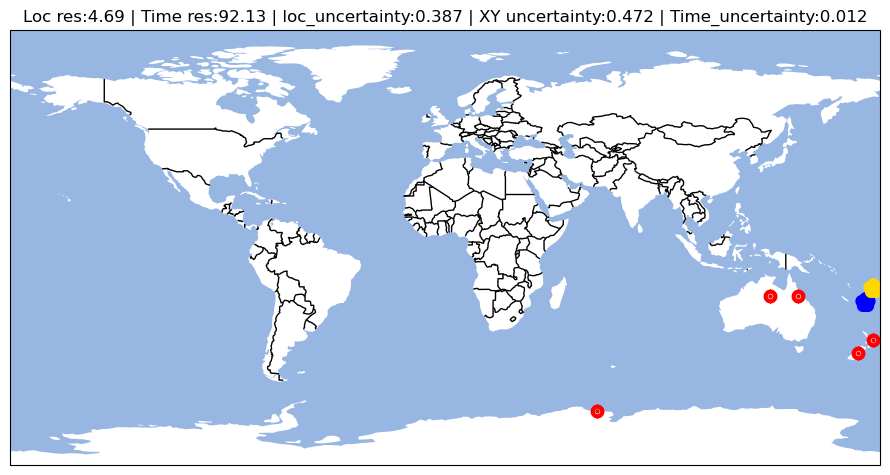 Loc res:4.69 | Time res:92.13 | loc_uncertainty:0.387 | XY uncertainty:0.472 | Time_uncertainty:0.012